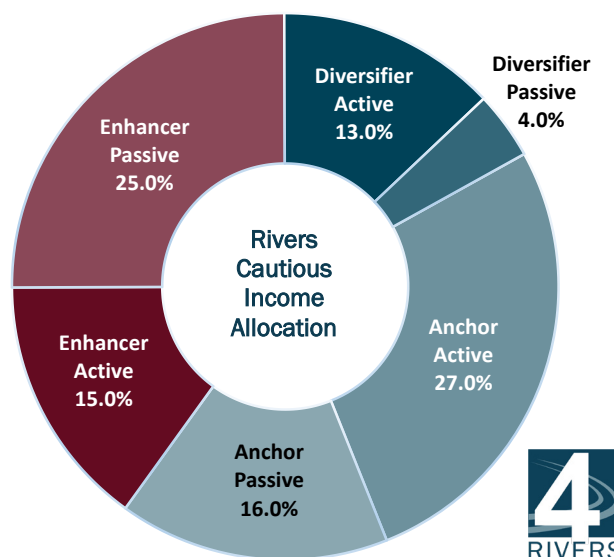 Diversifier
Active
13.0%
Diversifier
Passive
4.0%
Anchor
Active
27.0%
Anchor
Passive
16.0%
Enhancer
Active
15.0%
Enhancer
Passive
25.0%
Rivers
Cautious
Income
Allocation
4
RIVERS